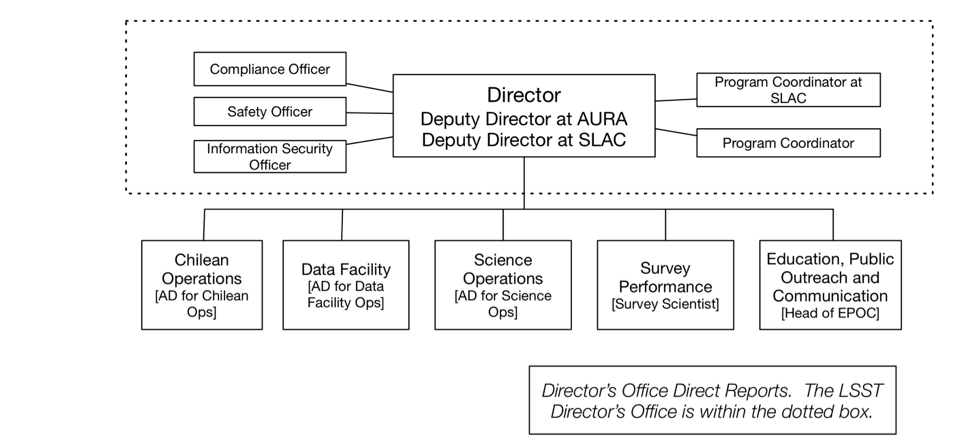 Compliance Officer
Safety Officer
Information Security
Officer
Director
Deputy Director at AURA
Deputy Director at SLAC
Program Coordinator at
SLAC
Program Coordinator
Chilean
Operations
[AD for Chilean
Ops]
Data Facility
[AD for Data
Facility Ops]
Science
Operations
[AD for Science
Ops]
Survey
Performance
[Survey Scientist]
Education, Public
Outreach and
Communication
[Head of EPOC]
Director’s Office Direct Reports.  The LSST
Director’s Office is within the dotted box.